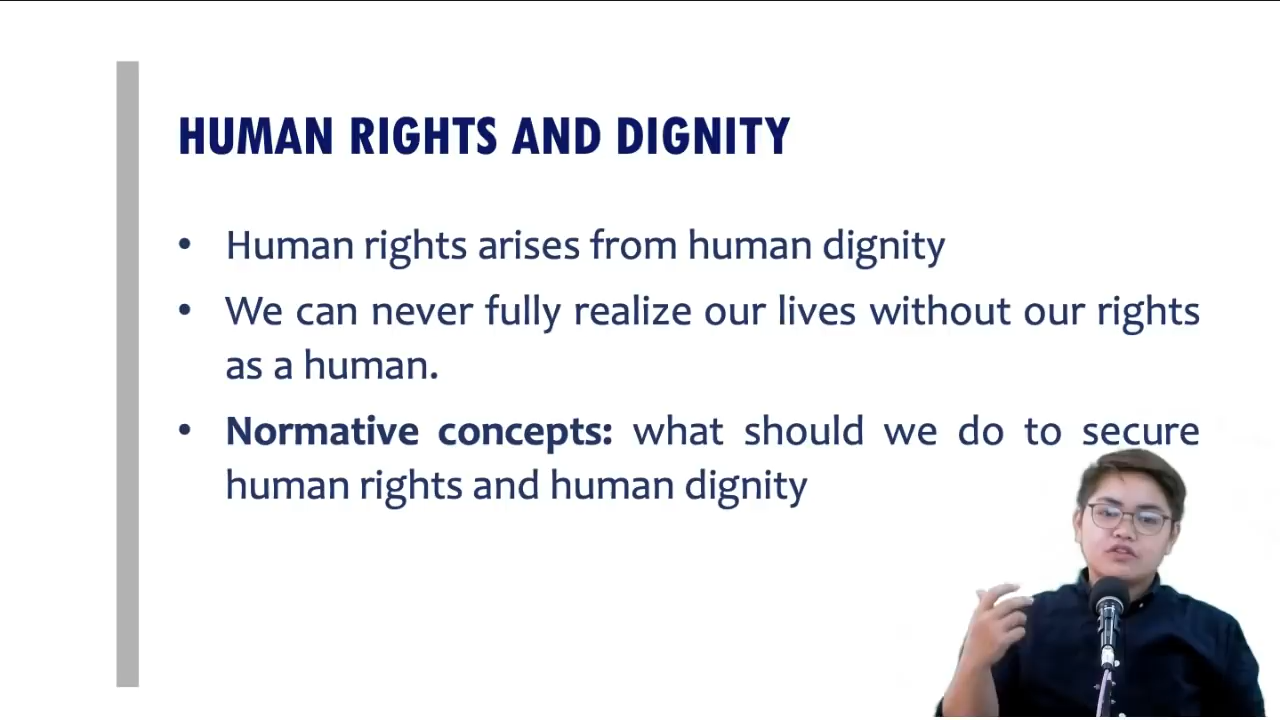 HUMAN RIGHTS AND DIGNITY
• Human rights arises from human dignity
• We can never fully realize our lives without our rights
as a human.
• Normative concepts: what should we do to secure
human rights and human dignity